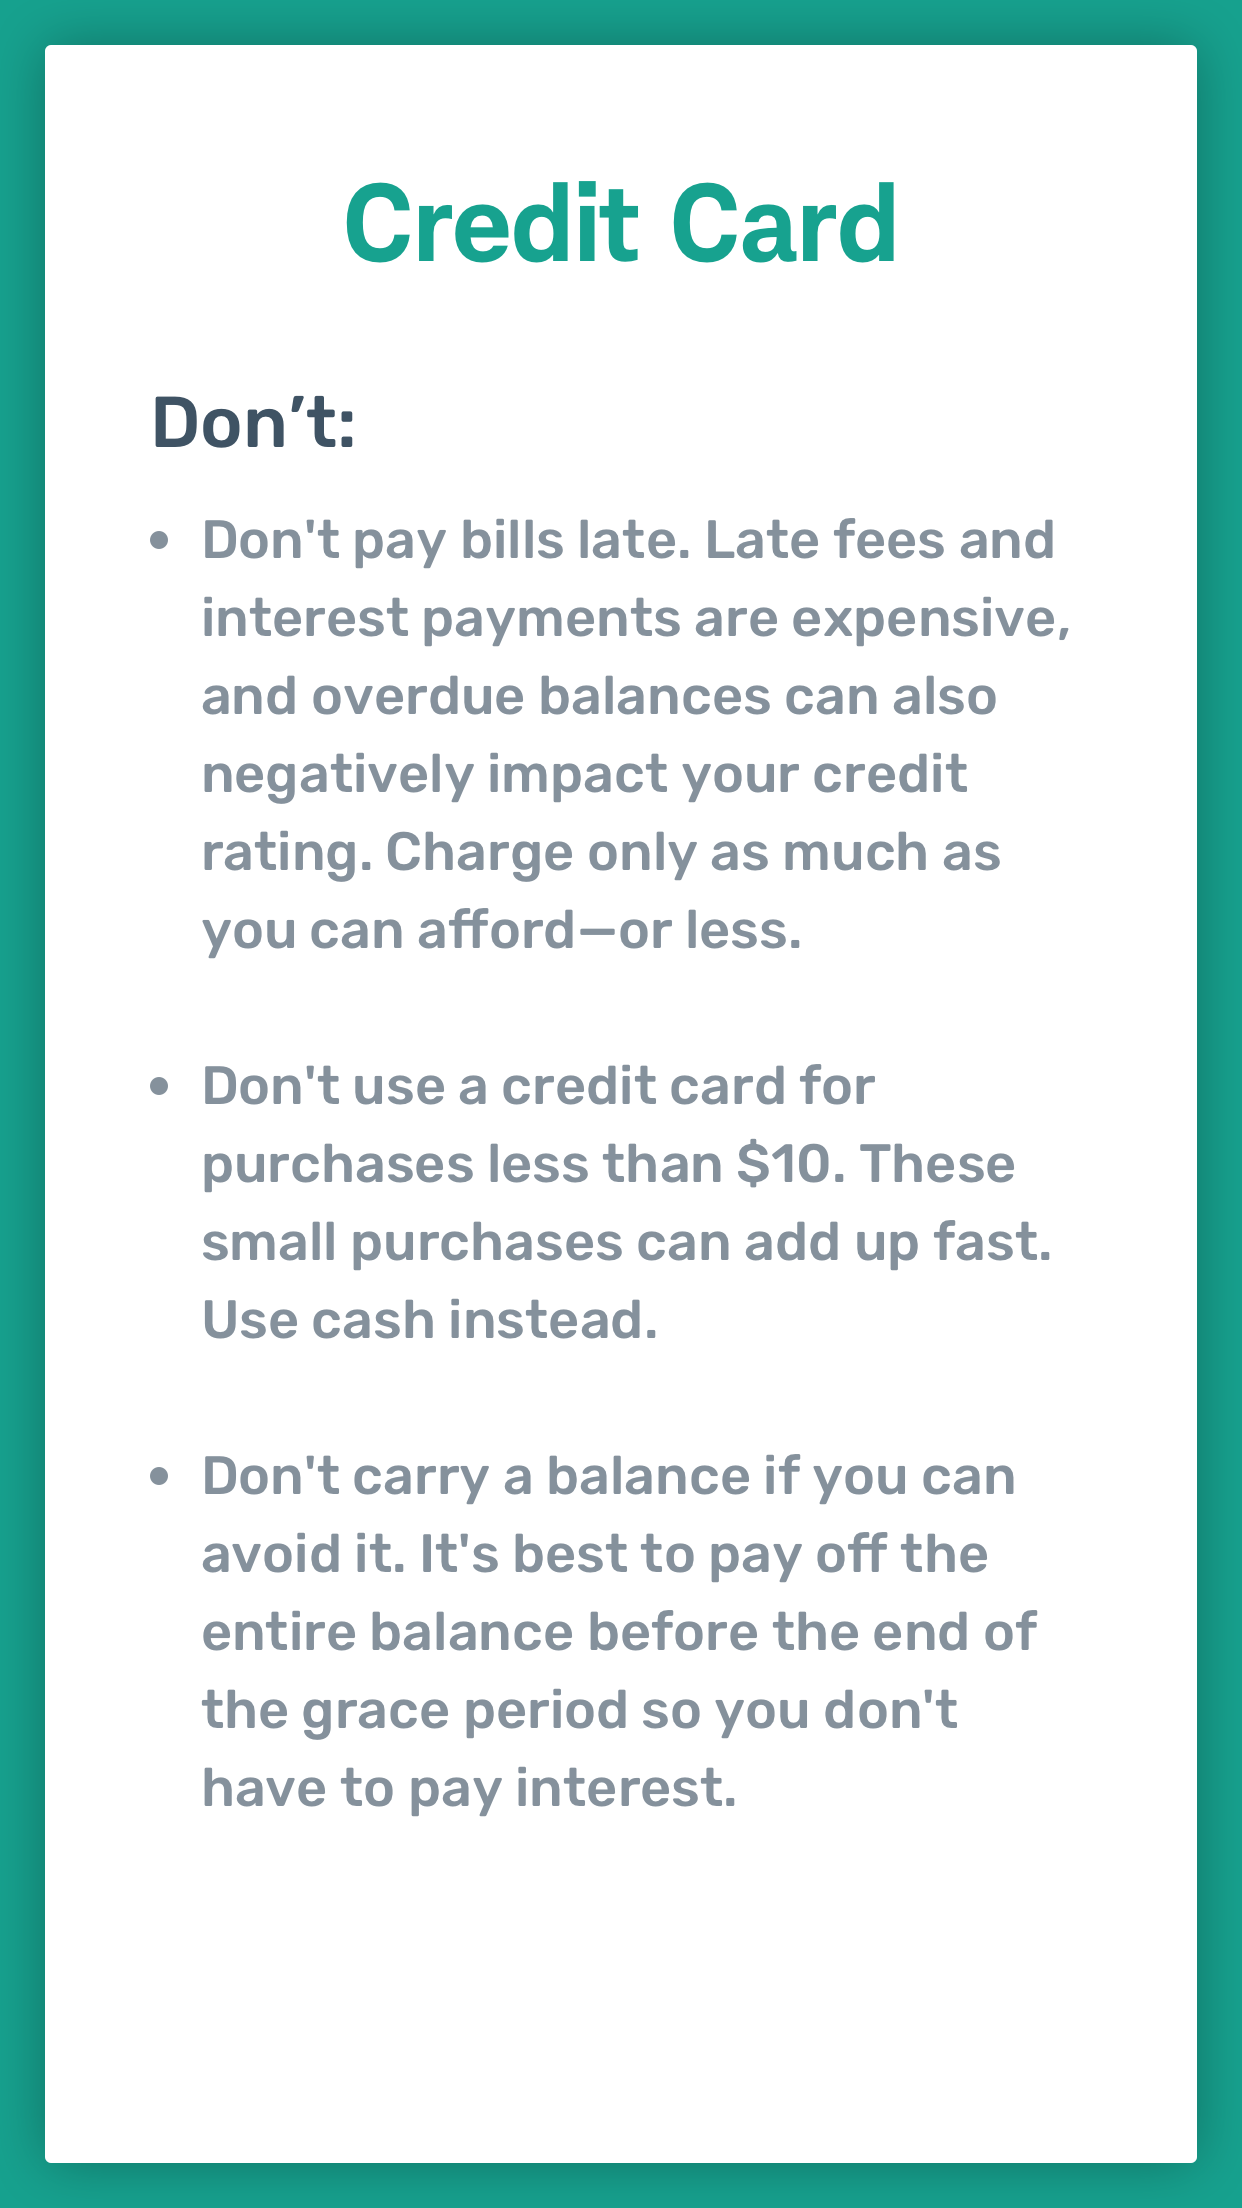 Credit Card
Don’t:
• Don't pay bills late. Late fees and
interest payments are expensive,
and overdue balances can also
negatively impact your credit
rating. Charge only as much as
you can afford—or less.
• Don't use a credit card for
purchases less than $10. These
small purchases can add up fast.
Use cash instead.
• Don't carry a balance if you can
avoid it. It's best to pay off the
entire balance before the end of
the grace period so you don't
have to pay interest.